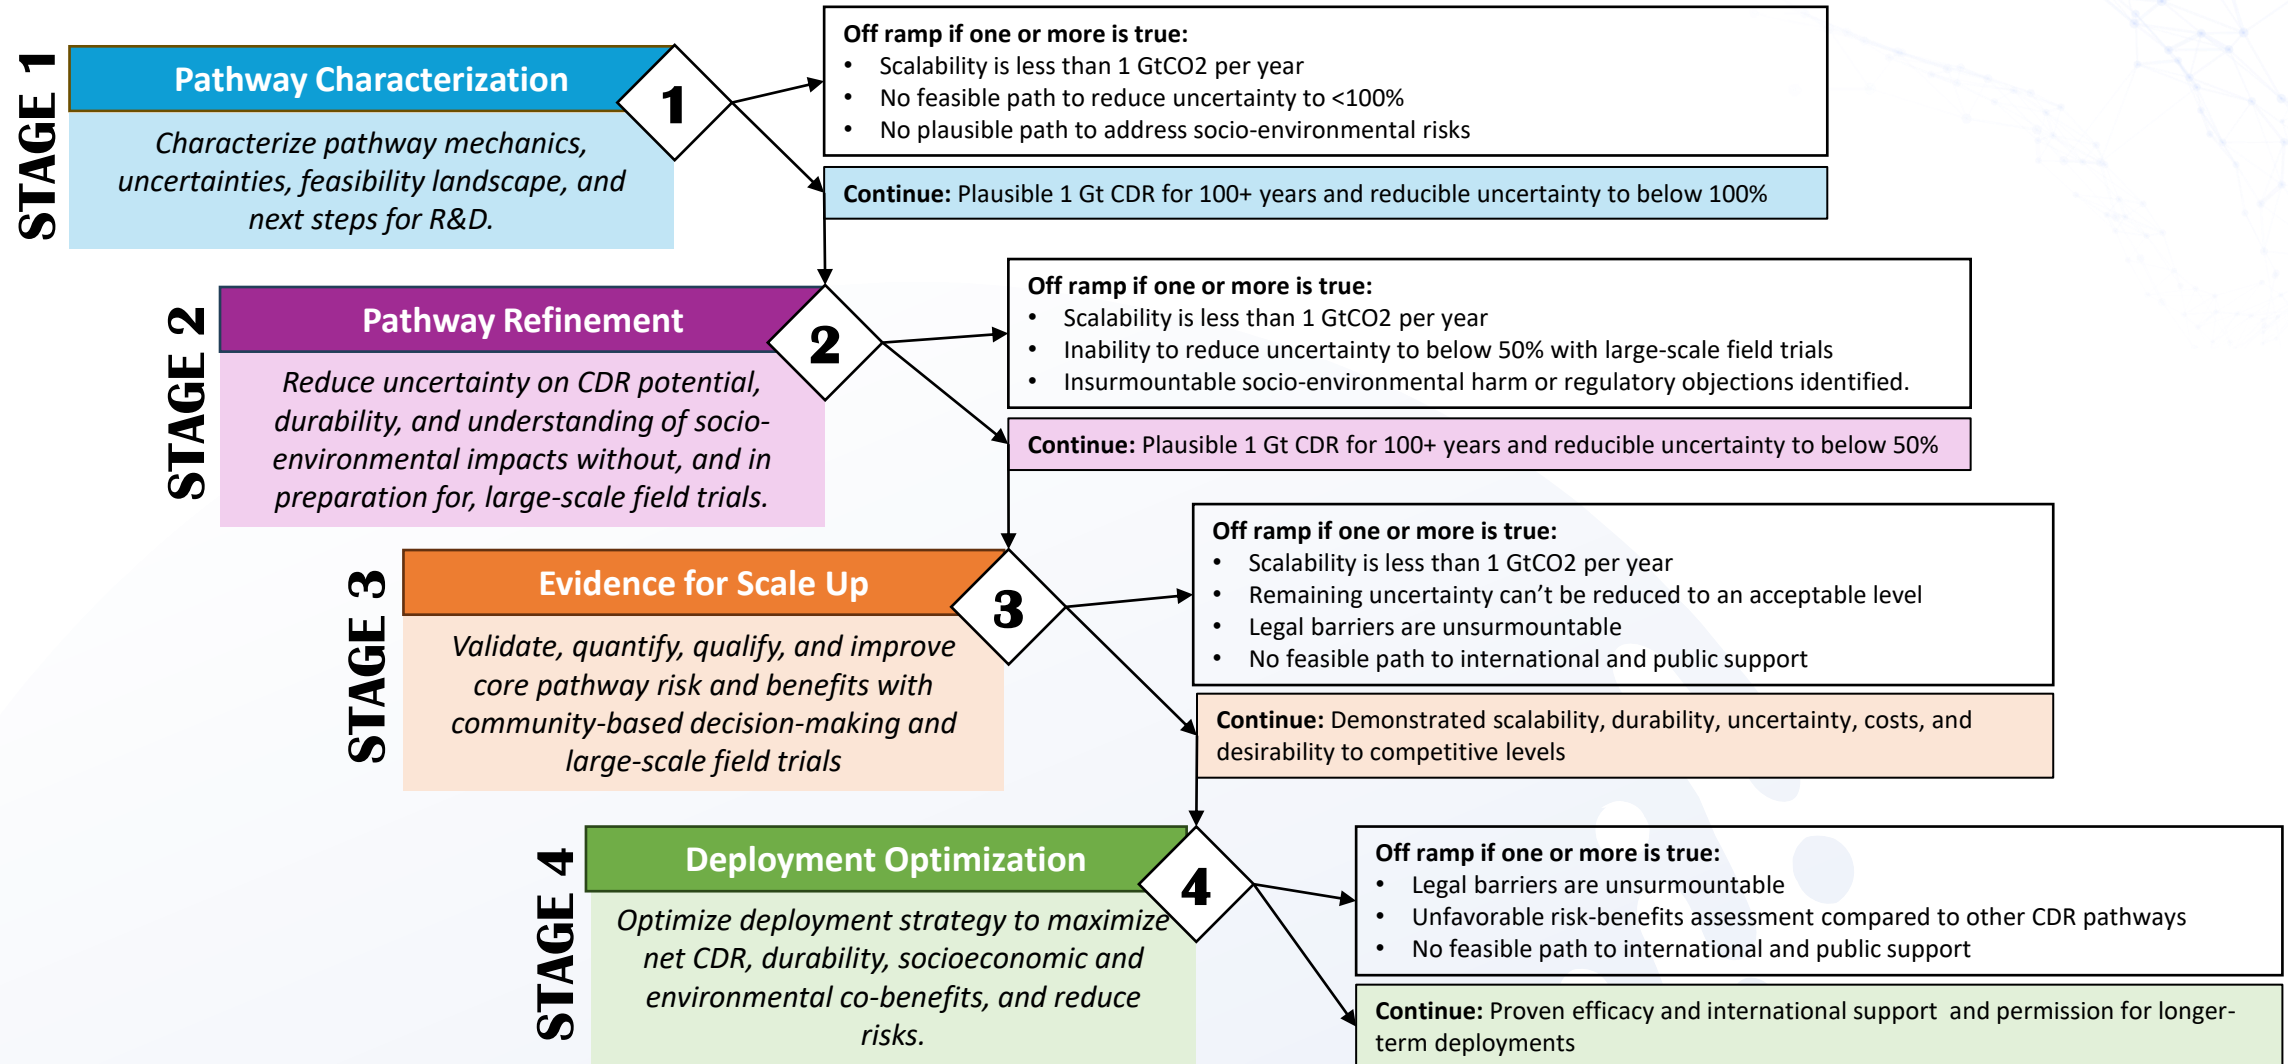 STAGE 1
Pathway Characterization
Characterize pathway mechanics,
uncertainties, feasibility landscape, and
next steps for R&D.
1
Off ramp if one or more is true:
• Scalability is less than 1 GtCO2 per year
• No feasible path to reduce uncertainty to <100%
• No plausible path to address socio-environmental risks
Continue: Plausible 1 Gt CDR for 100+ years and reducible uncertainty to below 100%
STAGE 2
Pathway Refinement
Reduce uncertainty on CDR potential,
durability, and understanding of socio-
environmental impacts without, and in
preparation for, large-scale field trials.
2
Off ramp if one or more is true:
• Scalability is less than 1 GtCO2 per year
• Inability to reduce uncertainty to below 50% with large-scale field trials
• Insurmountable socio-environmental harm or regulatory objections identified.
Continue: Plausible 1 Gt CDR for 100+ years and reducible uncertainty to below 50%
STAGE 3
Evidence for Scale Up
Validate, quantify, qualify, and improve
core pathway risk and benefits with
community-based decision-making and
large-scale field trials
3
Off ramp if one or more is true:
• Scalability is less than 1 GtCO2 per year
• Remaining uncertainty can’t be reduced to an acceptable level
• Legal barriers are unsurmountable
• No feasible path to international and public support
Continue: Demonstrated scalability, durability, uncertainty, costs, and
desirability to competitive levels
STAGE 4
Deployment Optimization
Optimize deployment strategy to maximize
net CDR, durability, socioeconomic and
environmental co-benefits, and reduce
risks.
4
Off ramp if one or more is true:
• Legal barriers are unsurmountable
• Unfavorable risk-benefits assessment compared to other CDR pathways
• No feasible path to international and public support
Continue: Proven efficacy and international support and permission for longer-
term deployments